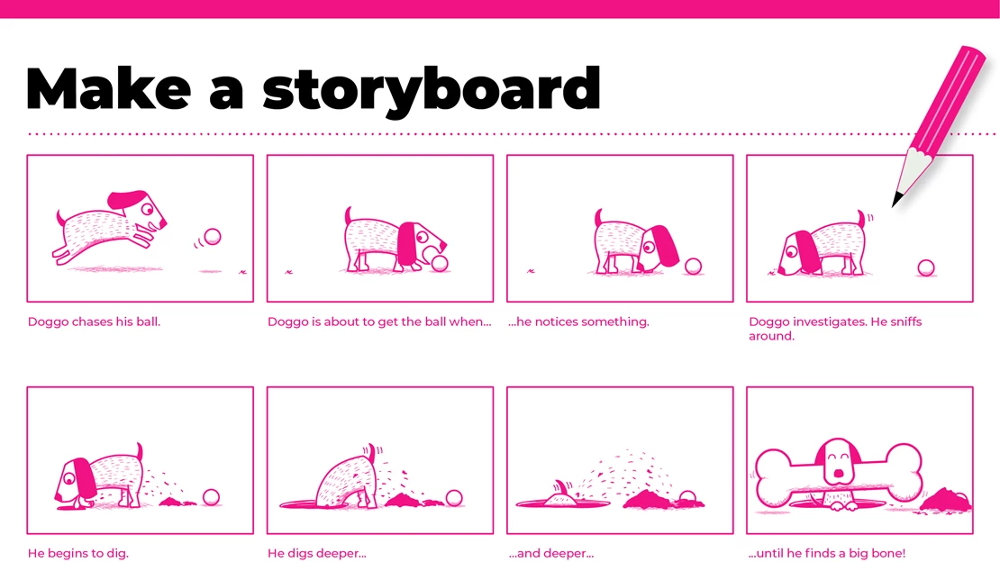 Make a storyboard
Doggo chases his ball.
Doggo is about to get the ball when...
...he notices something.
Doggo investigates. He sniffs
around.
He begins to dig.
He digs deeper...
...and deeper...
...until he finds a big bone!